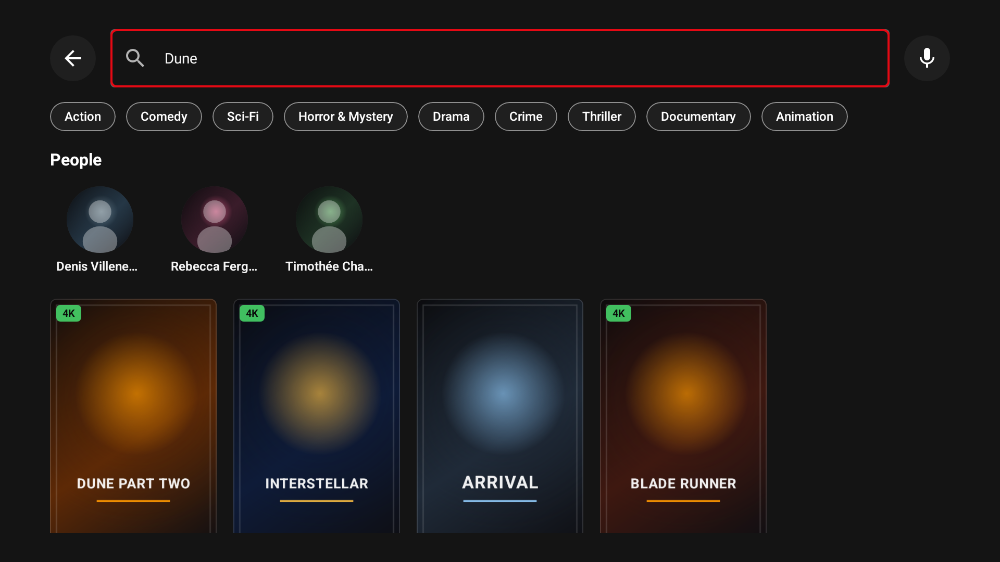 Dune
Action Comedy Sci-Fi Horror & Mystery Drama Crime Thriller Documentary Animation
People
Denis Villene... Rebecca Ferg... Timothée Cha...
4K 4K 4K
DUNE PART TWO INTERSTELLAR ARRIVAL BLADE RUNNER